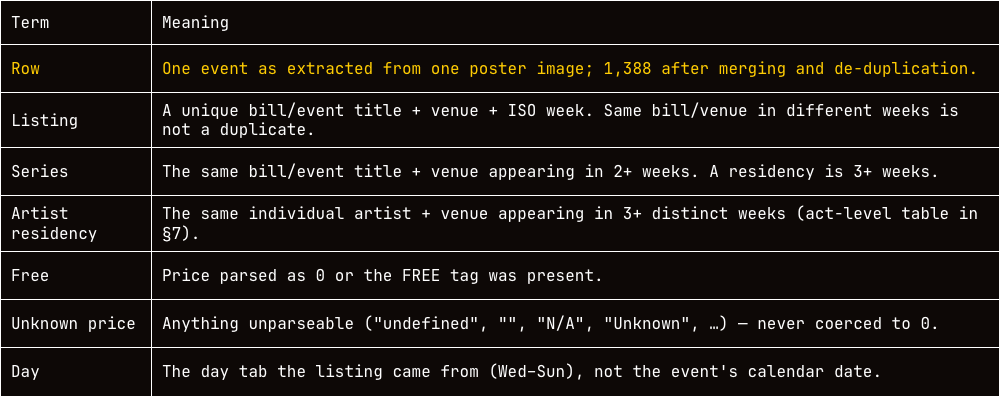 Term
Meaning
Row
One event as extracted from one poster image; 1,388 after merging and de-duplication.
Listing
A unique bill/event title + venue + ISO week. Same bill/venue in different weeks is
not a duplicate.
Series
The same bill/event title + venue appearing in 2+ weeks. A residency is 3+ weeks.
Artist
residency
The same individual artist + venue appearing in 3+ distinct weeks (act-level table in
§7).
Free
Price parsed as 0 or the FREE tag was present.
Unknown price
Anything unparseable ("undefined", "", "N/A", "Unknown", …) — never coerced to 0.
Day
The day tab the listing came from (Wed–Sun), not the event's calendar date.